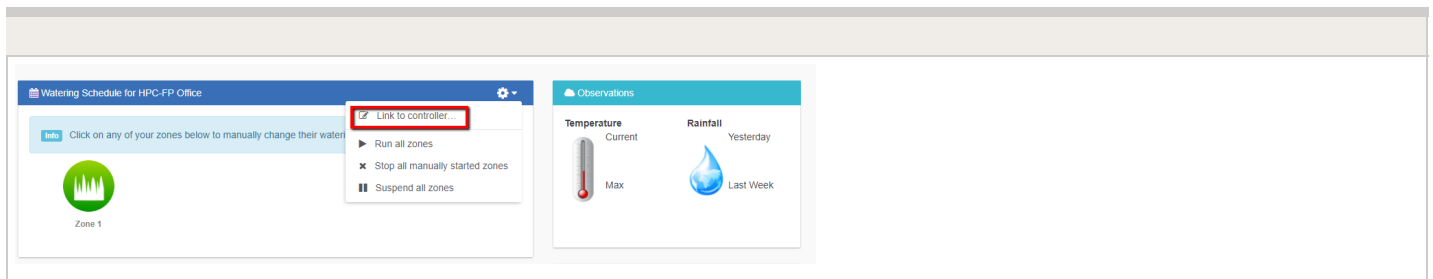 Watering Schedule for HPC-FP Office
Link to controller...
Info Click on any of your zones below to manually change their wateri
Run all zones
Stop all manually started zones
Suspend all zones
Zone 1
Observations
Temperature
Current
Max
Rainfall
Yesterday
Last Week